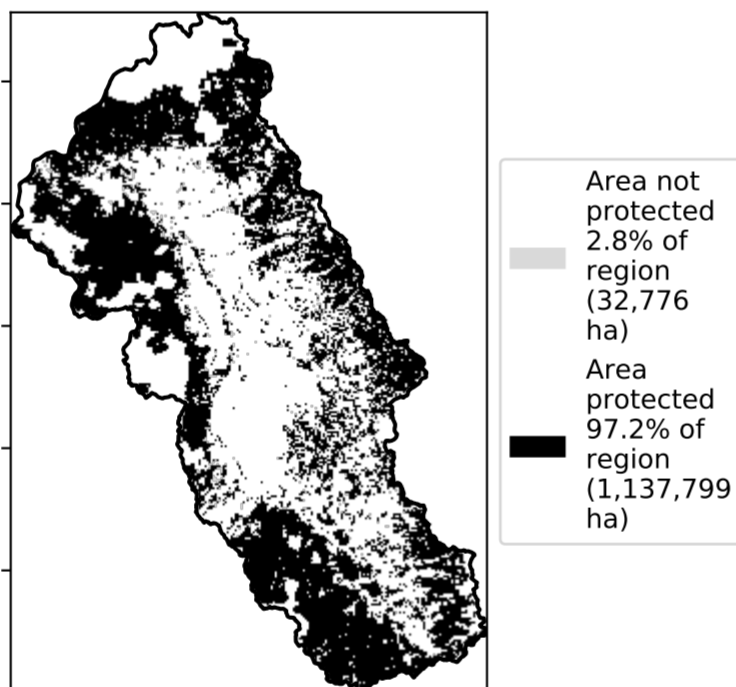 Area not
protected
2.8% of
region
(32,776
ha)
Area
protected
97.2% of
region
(1,137,799
ha)